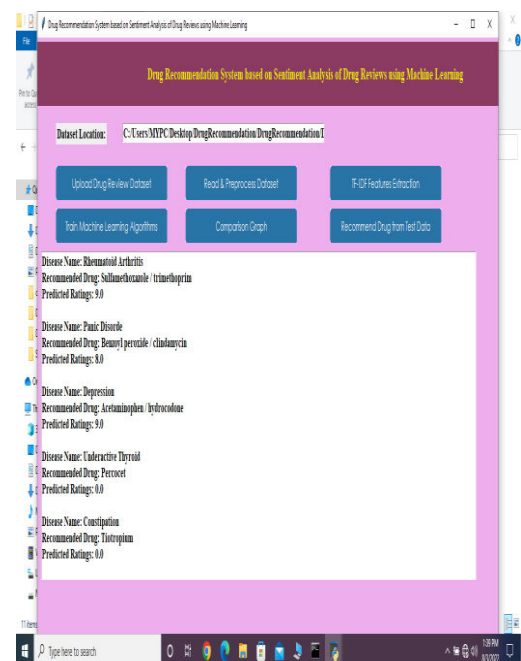 Drug Recommendation System based on Sentiment Analysis of Drug Reviews using Machine Learning
File
Drug Recommendation System based on Sentiment Analysis of Drug Reviews using Machine Learning
Dataset Location: C:/Users/MYPC/Desktop/DrugRecommendation/DrugRecommendation/
Upload Drug Review Dataset Read & Preprocess Dataset TF-IDF Features Extraction
Train Machine Learning Algorithms Comparison Graph Recommend Drug from Test Data
Disease Name: Rheumatoid Arthritis
Recommended Drug: Sulfamethoxazole / trimethoprim
Predicted Ratings: 9.0
Disease Name: Panic Disorde
Recommended Drug: Benzoyl peroxide / clindamycin
Predicted Ratings: 8.0
Disease Name: Depression
Recommended Drug: Acetaminophen / hydrocodone
Predicted Ratings: 9.0
Disease Name: Underactive Thyroid
Recommended Drug: Percocet
Predicted Ratings: 0.0
Disease Name: Constipation
Recommended Drug: Tiotropium
Predicted Ratings: 0.0
11 items
Type here to search
1:39 PM